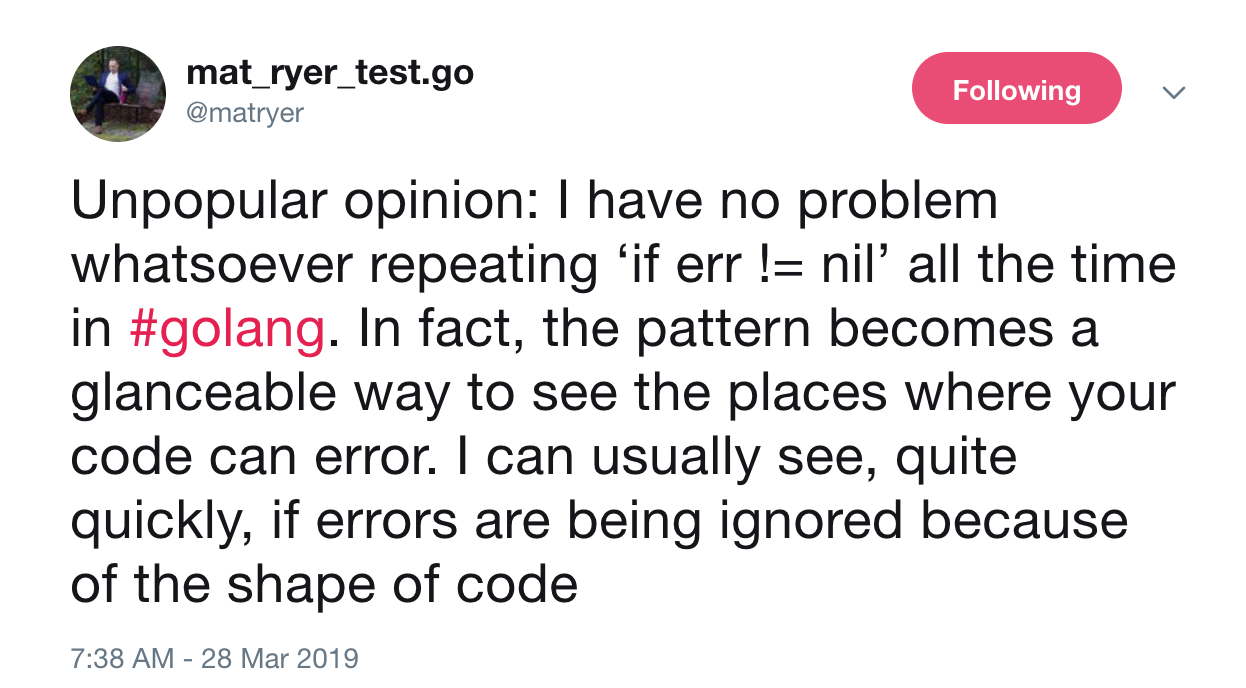 mat_ryer_test.go
@matryer
Following
Unpopular opinion: I have no problem
whatsoever repeating ‘if err != nil’ all the time
in #golang. In fact, the pattern becomes a
glanceable way to see the places where your
code can error. I can usually see, quite
quickly, if errors are being ignored because
of the shape of code
7:38 AM - 28 Mar 2019